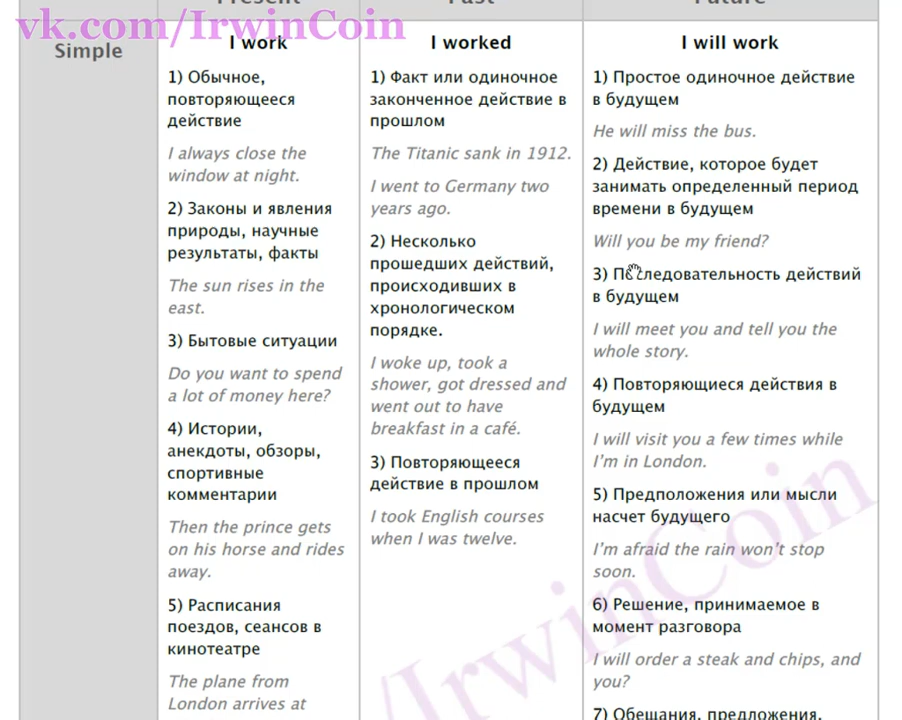 Present
Past
Future
vk.com/IrwinCoin
Simple
I work
1) Обычное,
повторяющееся
действие
I always close the
window at night.
2) Законы и явления
природы, научные
результаты, факты
The sun rises in the
east.
3) Бытовые ситуации
Do you want to spend
a lot of money here?
4) Истории,
анекдоты, обзоры,
спортивные
комментарии
Then the prince gets
on his horse and rides
away.
5) Расписания
поездов, сеансов в
кинотеатре
The plane from
London arrives at
I worked
1) Факт или одиночное
законченное действие в
прошлом
The Titanic sank in 1912.
I went to Germany two
years ago.
2) Несколько
прошедших действий,
происходивших в
хронологическом
порядке.
I woke up, took a
shower, got dressed and
went out to have
breakfast in a café.
3) Повторяющееся
действие в прошлом
I took English courses
when I was twelve.
I will work
1) Простое одиночное действие
в будущем
He will miss the bus.
2) Действие, которое будет
занимать определенный период
времени в будущем
Will you be my friend?
3) Последовательность действий
в будущем
I will meet you and tell you the
whole story.
4) Повторяющиеся действия в
будущем
I will visit you a few times while
I'm in London.
5) Предположения или мысли
насчет будущего
I'm afraid the rain won't stop
soon.
6) Решение, принимаемое в
момент разговора
I will order a steak and chips, and
you?
7) Обещания, предложения,
/IrwinCoin